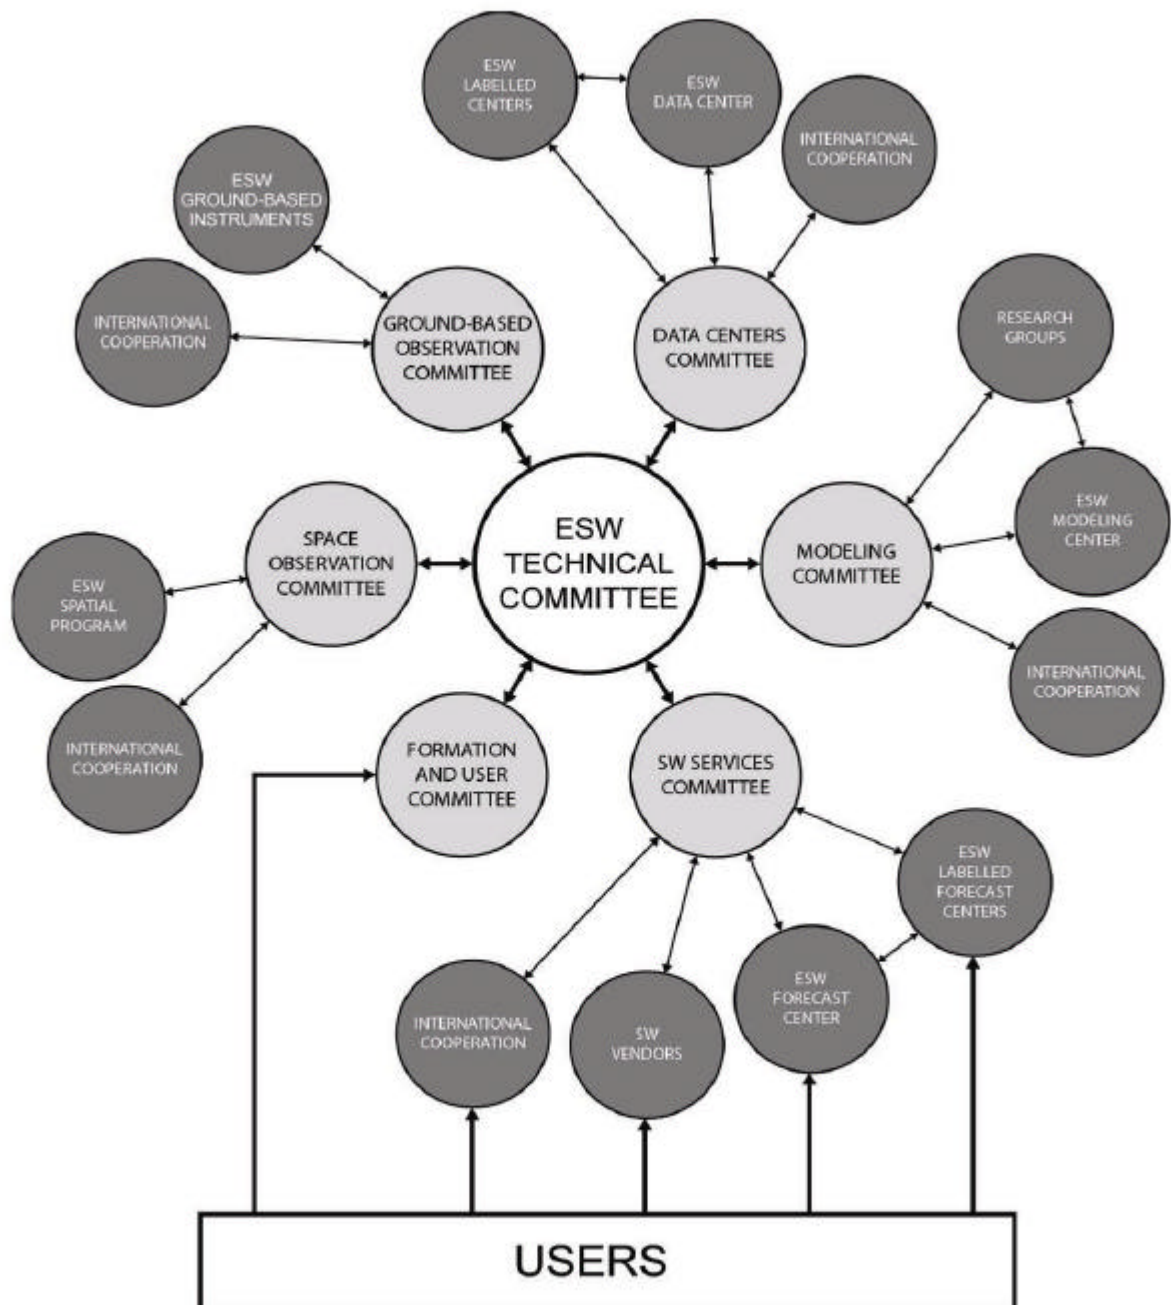 ESW
LABELLED
CENTERS
ESW
DATA CENTER
INTERNATIONAL
COOPERATION
ESW
GROUND-BASED
INSTRUMENTS
INTERNATIONAL
COOPERATION
GROUND-BASED
OBSERVATION
COMMITTEE
DATA CENTERS
COMMITTEE
RESEARCH
GROUPS
ESW
MODELING
CENTER
INTERNATIONAL
COOPERATION
MODELING
COMMITTEE
ESW
TECHNICAL
COMMITTEE
SPACE
OBSERVATION
COMMITTEE
ESW
SPATIAL
PROGRAM
INTERNATIONAL
COOPERATION
FORMATION
AND USER
COMMITTEE
SW SERVICES
COMMITTEE
ESW
LABELLED
FORECAST
CENTERS
ESW
FORECAST
CENTER
SW
VENDORS
INTERNATIONAL
COOPERATION
USERS